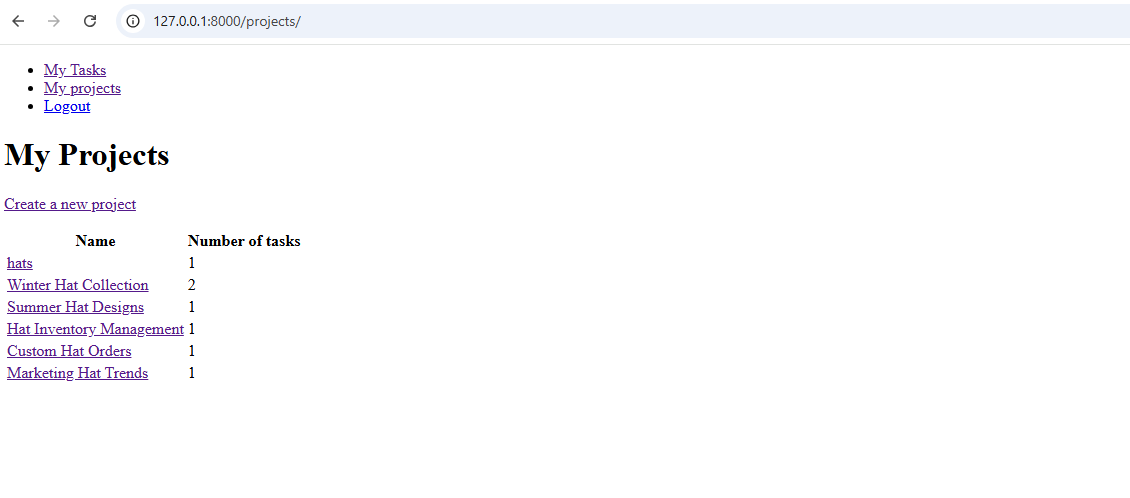 127.0.0.1:8000/projects/
My Tasks
My projects
Logout
My Projects
Create a new project
Name Number of tasks
hats 1
Winter Hat Collection 2
Summer Hat Designs 1
Hat Inventory Management 1
Custom Hat Orders 1
Marketing Hat Trends 1